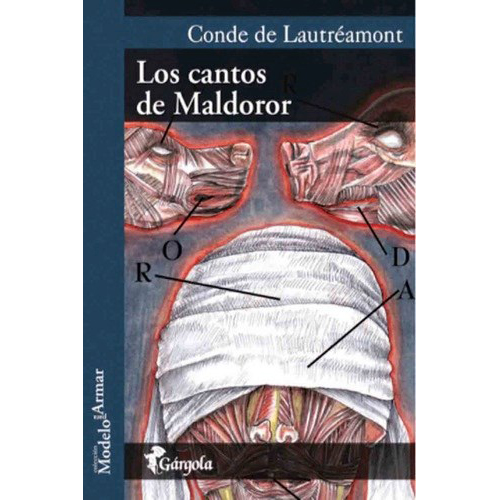 Conde de Lautréamont
Los cantos
de Maldoror
R
O
D
R
A
colección
Modelo para Armar
Gárgola